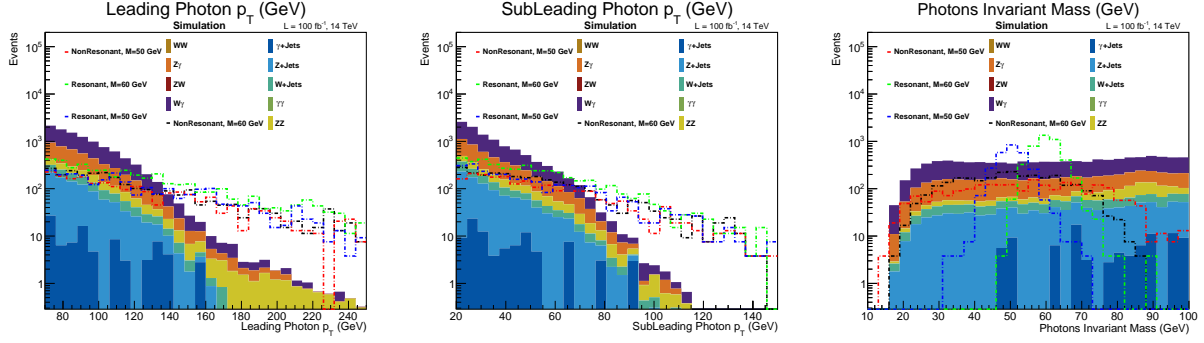 Leading Photon p_T (GeV)
Simulation L = 100 fb⁻¹, 14 TeV
Events
10⁵
10⁴
10³
10²
10
1
NonResonant, M=50 GeV
Resonant, M=60 GeV
Resonant, M=50 GeV
WW
Zγ
ZW
Wγ
NonResonant, M=60 GeV
γ+Jets
Z+Jets
W+Jets
γγ
ZZ
80 100 120 140 160 180 200 220 240
Leading Photon p_T (GeV)
SubLeading Photon p_T (GeV)
Simulation L = 100 fb⁻¹, 14 TeV
Events
10⁵
10⁴
10³
10²
10
1
NonResonant, M=50 GeV
Resonant, M=60 GeV
Resonant, M=50 GeV
WW
Zγ
ZW
Wγ
NonResonant, M=60 GeV
γ+Jets
Z+Jets
W+Jets
γγ
ZZ
20 40 60 80 100 120 140
SubLeading Photon p_T (GeV)
Photons Invariant Mass (GeV)
Simulation L = 100 fb⁻¹, 14 TeV
Events
10⁵
10⁴
10³
10²
10
1
NonResonant, M=50 GeV
Resonant, M=60 GeV
Resonant, M=50 GeV
WW
Zγ
ZW
Wγ
NonResonant, M=60 GeV
γ+Jets
Z+Jets
W+Jets
γγ
ZZ
10 20 30 40 50 60 70 80 90 100
Photons Invariant Mass (GeV)